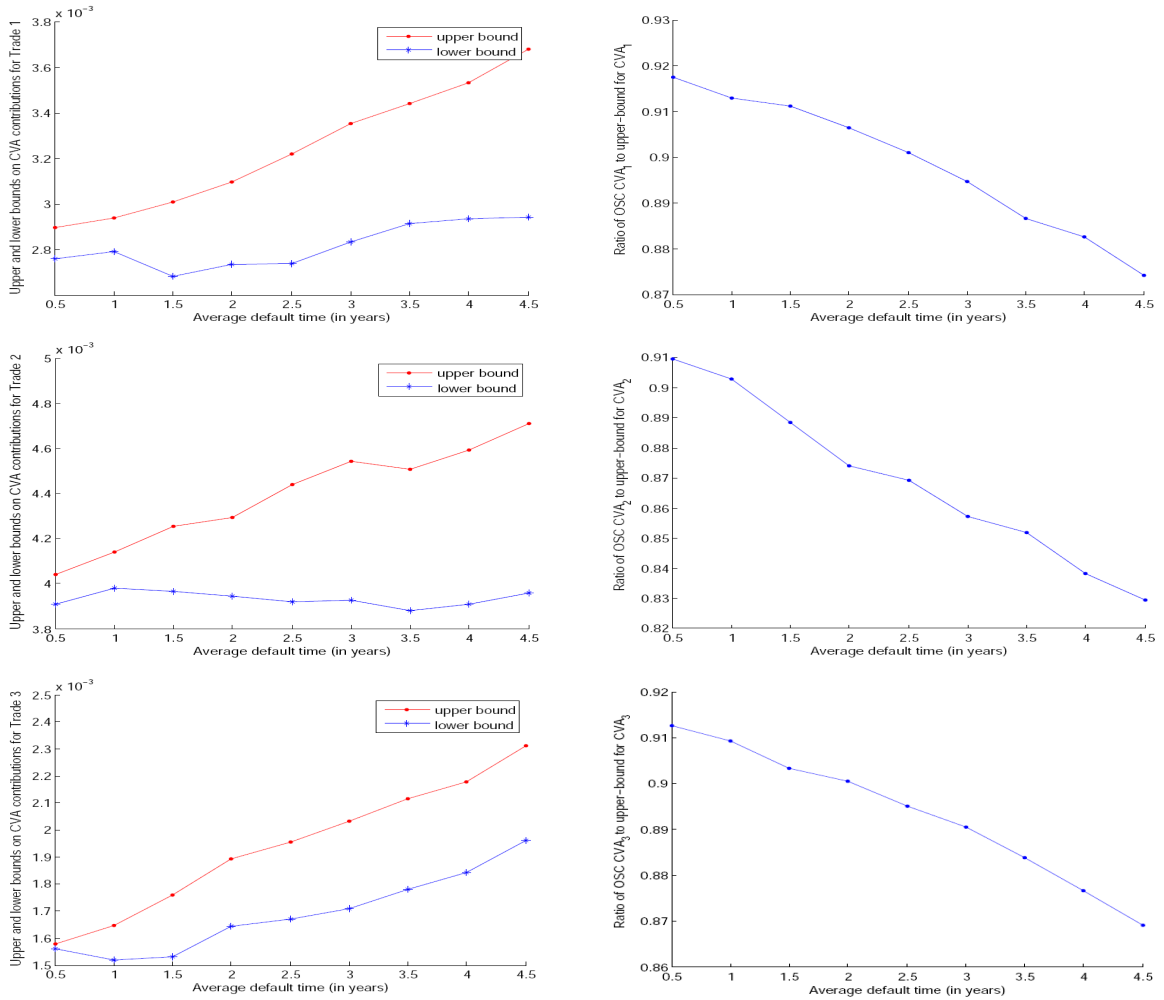 x 10⁻³
Upper and lower bounds on CVA contributions for Trade 1
3.8
3.6
3.4
3.2
3
2.8
upper bound
lower bound
0.5 1 1.5 2 2.5 3 3.5 4 4.5
Average default time (in years)
Ratio of OSC CVA₁ to upper-bound for CVA₁
0.93
0.92
0.91
0.9
0.89
0.88
0.87
0.5 1 1.5 2 2.5 3 3.5 4 4.5
Average default time (in years)
x 10⁻³
Upper and lower bounds on CVA contributions for Trade 2
5
4.8
4.6
4.4
4.2
4
3.8
upper bound
lower bound
0.5 1 1.5 2 2.5 3 3.5 4 4.5
Average default time (in years)
Ratio of OSC CVA₂ to upper-bound for CVA₂
0.91
0.9
0.89
0.88
0.87
0.86
0.85
0.84
0.83
0.82
0.5 1 1.5 2 2.5 3 3.5 4 4.5
Average default time (in years)
x 10⁻³
Upper and lower bounds on CVA contributions for Trade 3
2.5
2.4
2.3
2.2
2.1
2
1.9
1.8
1.7
1.6
1.5
upper bound
lower bound
0.5 1 1.5 2 2.5 3 3.5 4 4.5
Average default time (in years)
Ratio of OSC CVA₃ to upper-bound for CVA₃
0.92
0.91
0.9
0.89
0.88
0.87
0.86
0.5 1 1.5 2 2.5 3 3.5 4 4.5
Average default time (in years)